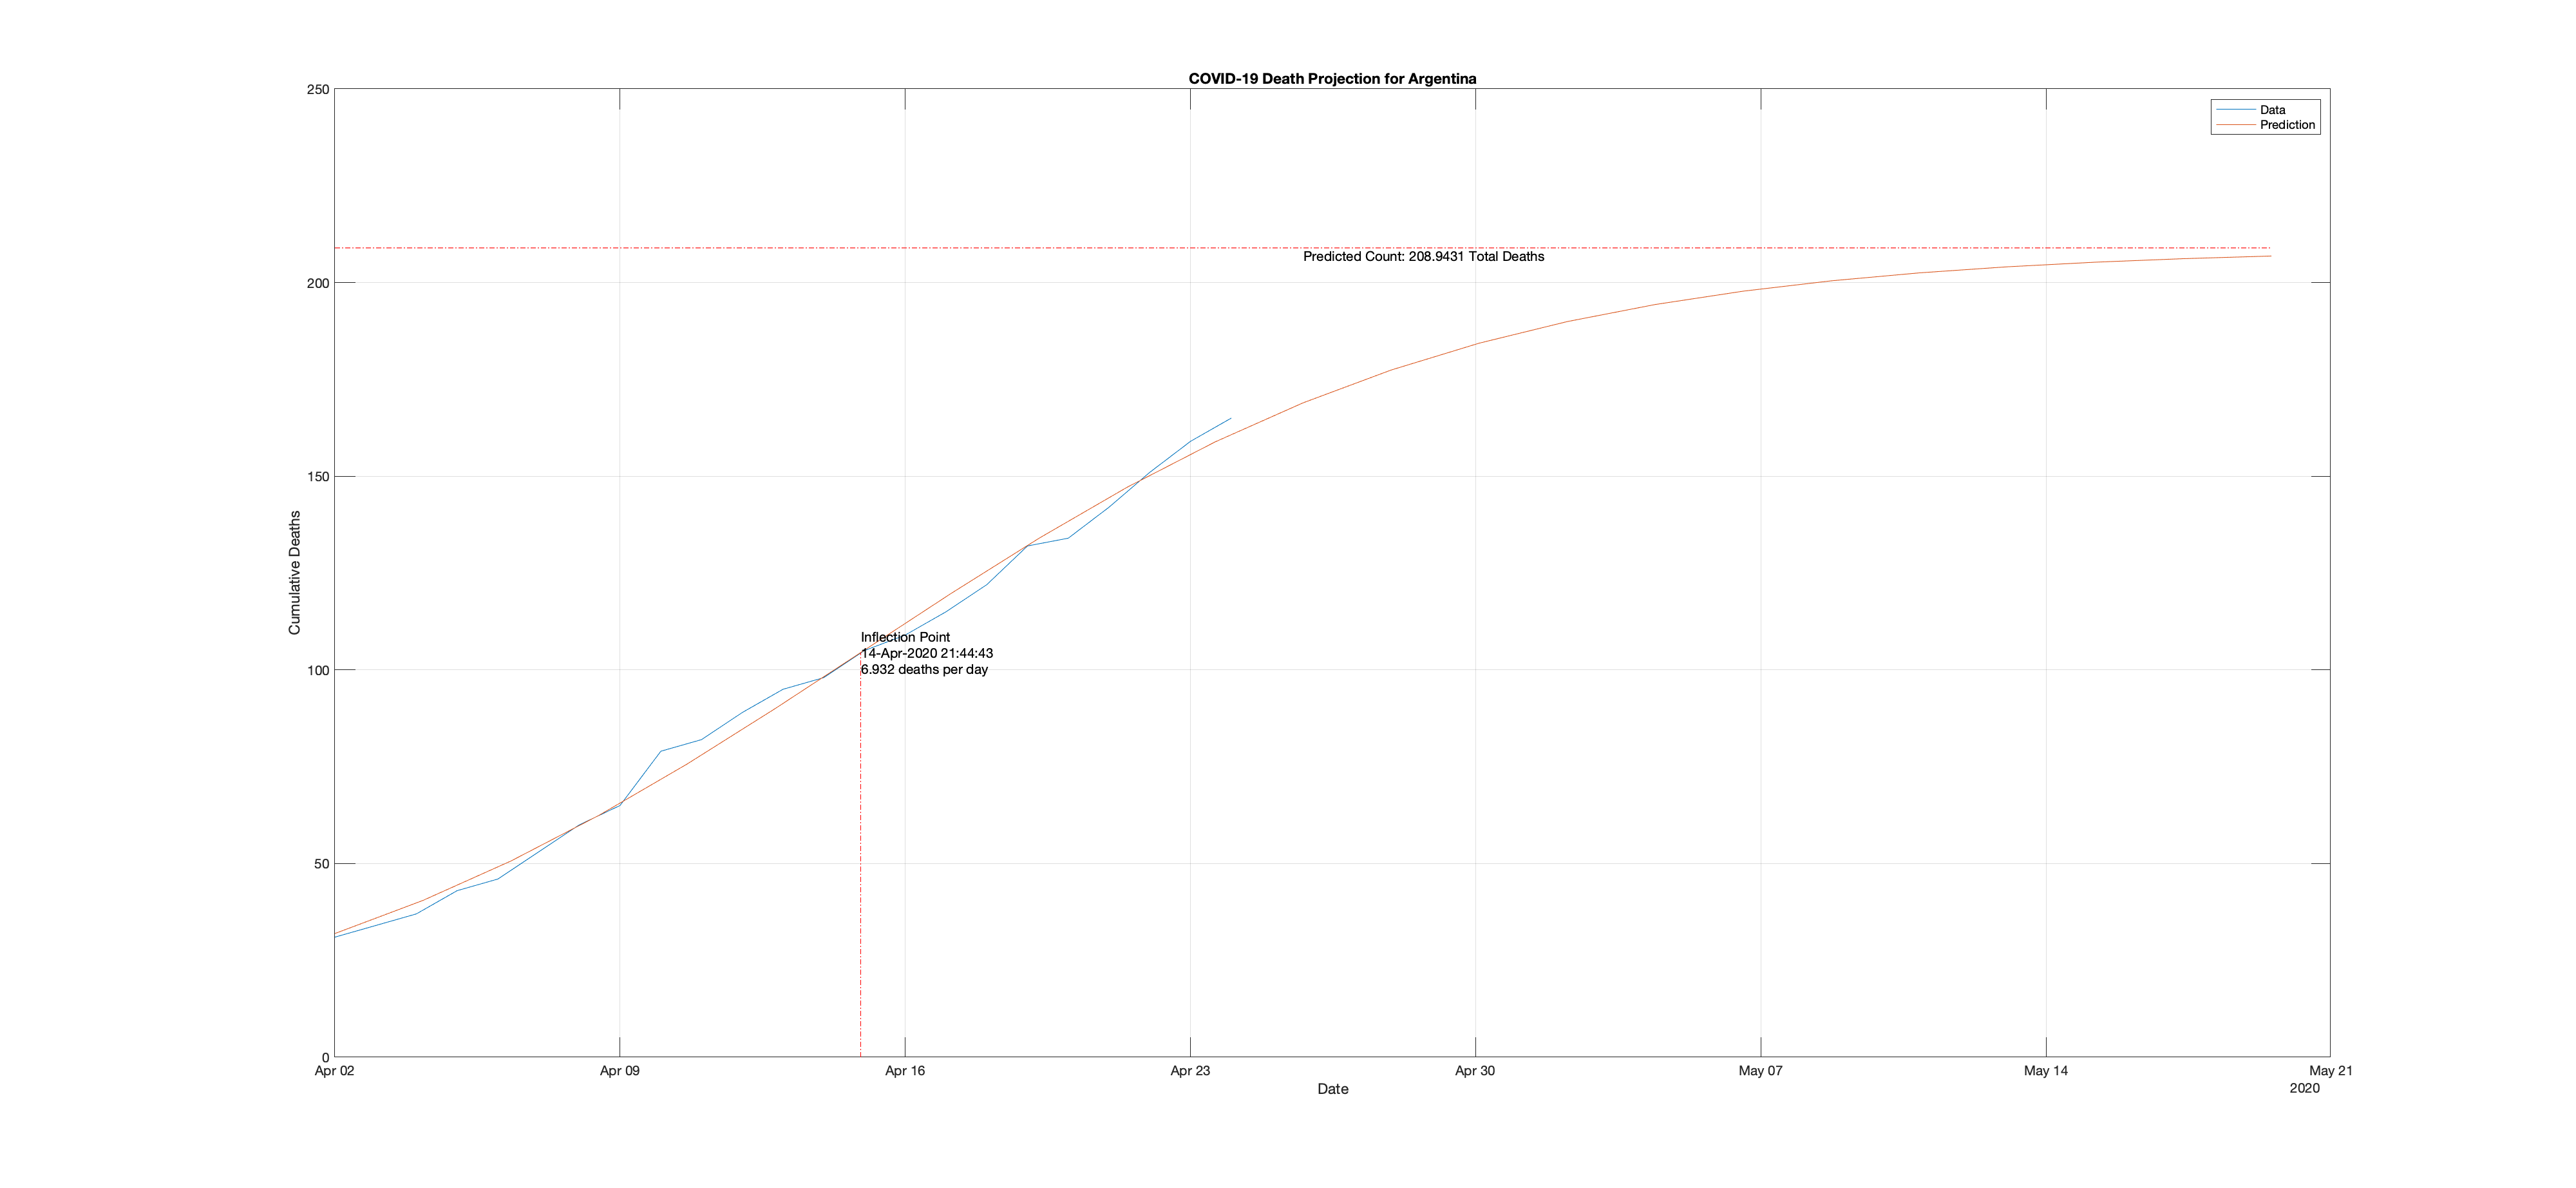 COVID-19 Death Projection for Argentina
250
200
150
100
50
0
Cumulative Deaths
Data
Prediction
Predicted Count: 208.9431 Total Deaths
Inflection Point
14-Apr-2020 21:44:43
6.932 deaths per day
Apr 02 Apr 09 Apr 16 Apr 23 Apr 30 May 07 May 14 May 21
2020
Date